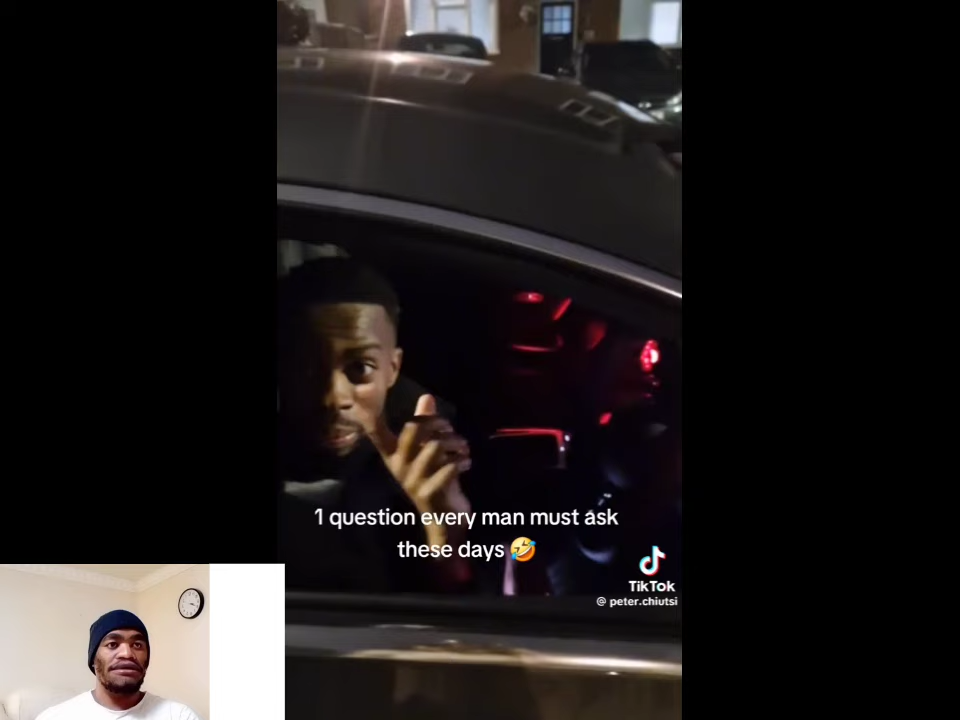 1 question every man must ask
these days 🤣
TikTok
@ peter.chiutsi